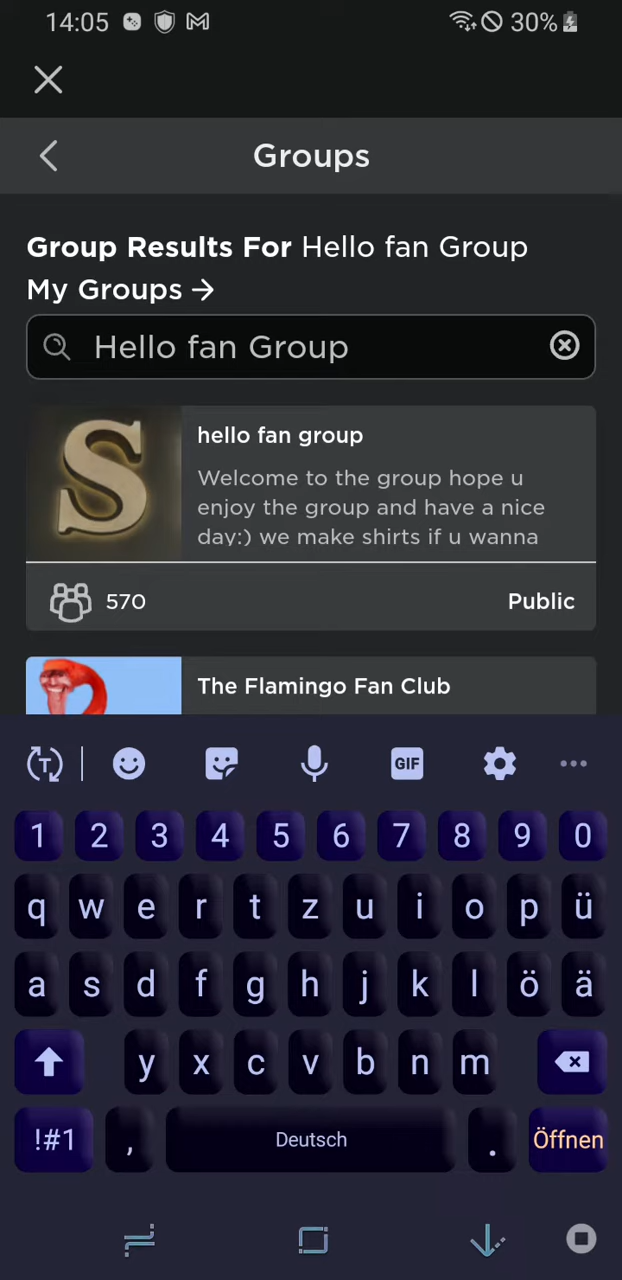 14:05
30%
Groups
Group Results For Hello fan Group
My Groups →
Hello fan Group
S
hello fan group
Welcome to the group hope u
enjoy the group and have a nice
day:) we make shirts if u wanna
570
Public
The Flamingo Fan Club
T
GIF
1 2 3 4 5 6 7 8 9 0
q w e r t z u i o p ü
a s d f g h j k l ö ä
y x c v b n m
!#1 , Deutsch . Öffnen